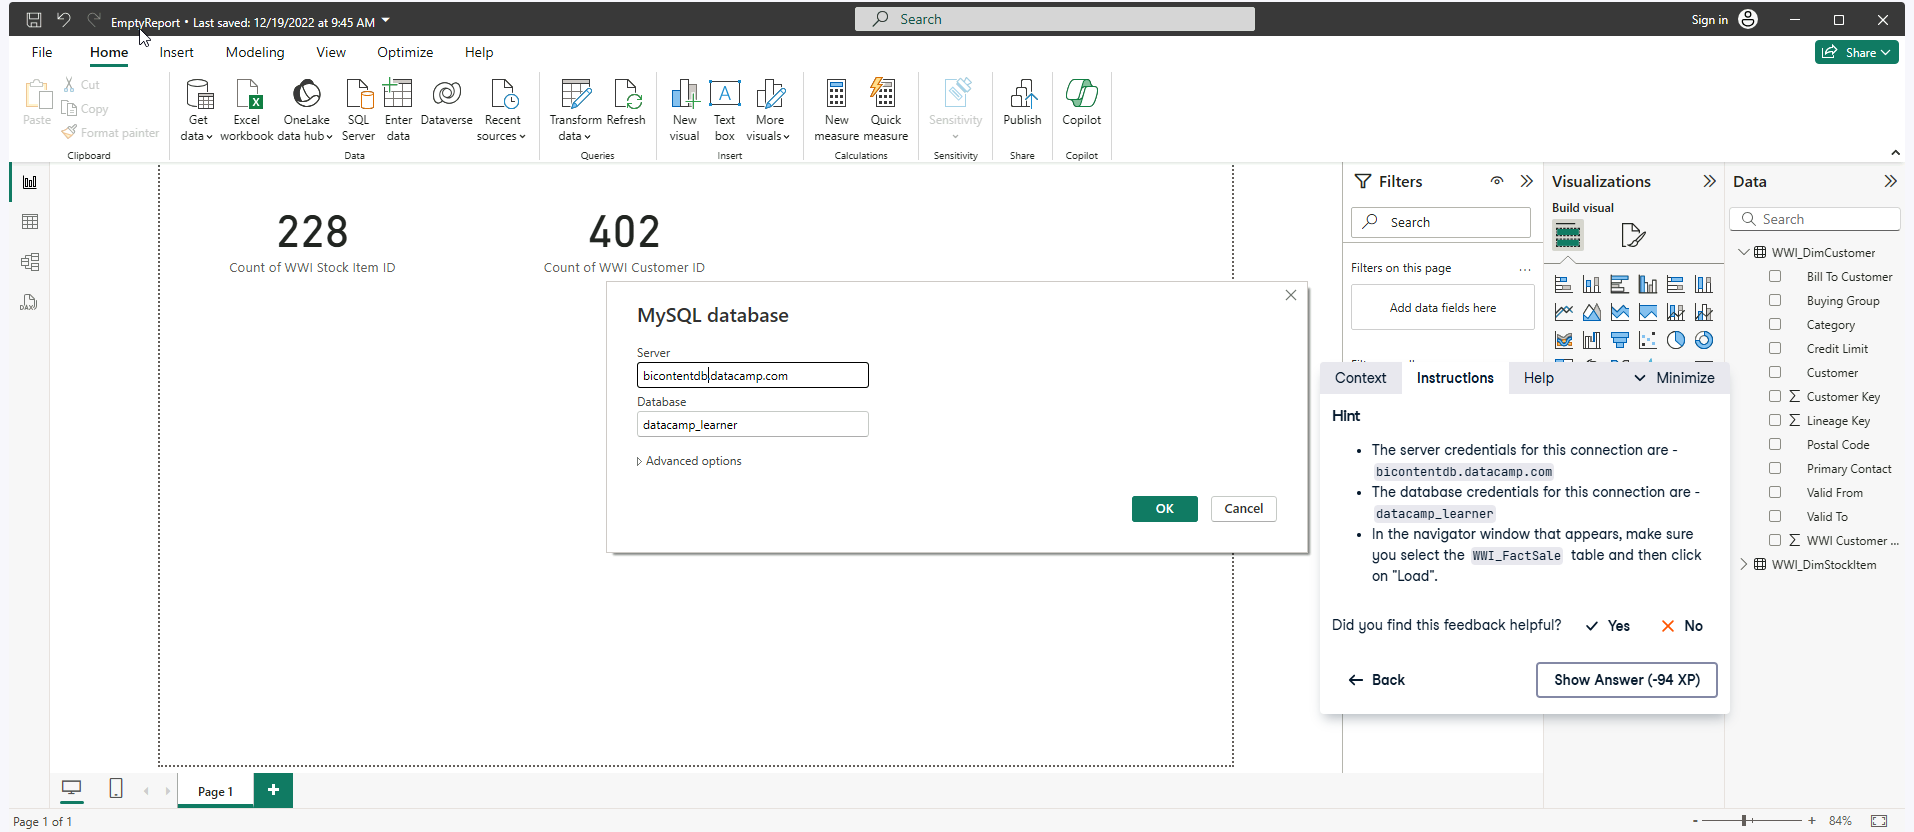 EmptyReport • Last saved: 12/19/2022 at 9:45 AM
Search
Sign in
File Home Insert Modeling View Optimize Help
Share
Paste
Cut
Copy
Format painter
Clipboard
Get data
Excel workbook
OneLake data hub
SQL Server
Enter data
Dataverse
Recent sources
Data
Transform data
Refresh
Queries
New visual
Text box
More visuals
Insert
New measure
Quick measure
Calculations
Sensitivity
Sensitivity
Publish
Share
Copilot
Copilot
228
Count of WWI Stock Item ID
402
Count of WWI Customer ID
MySQL database
Server
bicontentdb.datacamp.com
Database
datacamp_learner
Advanced options
OK
Cancel
Filters
Search
Filters on this page
...
Add data fields here
Visualizations
Build visual
Data
Search
WWI_DimCustomer
Bill To Customer
Buying Group
Category
Credit Limit
Customer
Customer Key
Lineage Key
Postal Code
Primary Contact
Valid From
Valid To
WWI Customer ...
WWI_DimStockItem
Context Instructions Help Minimize
Hint
• The server credentials for this connection are -
bicontentdb.datacamp.com
• The database credentials for this connection are -
datacamp_learner
• In the navigator window that appears, make sure
you select the WWI_FactSale table and then click
on "Load".
Did you find this feedback helpful? Yes No
Back
Show Answer (-94 XP)
Page 1
Page 1 of 1
84%